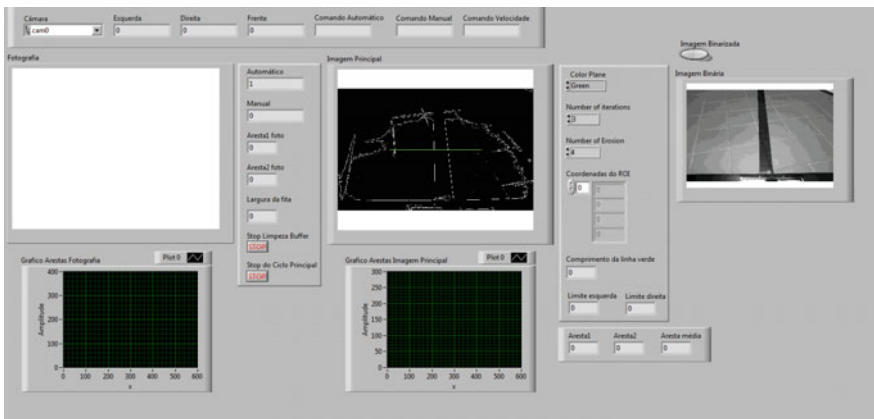 Câmara Esquerda Direita Frente Comando Automático Comando Manual Comando Velocidade
cam0 0 0 0
Imagem Binarizada
Fotografia
Automático
1
Manual
0
Aresta1 foto
0
Aresta2 foto
0
Largura da fita
0
Stop Limpeza Buffer
STOP
Stop do Ciclo Principal
STOP
Imagem Principal
Color Plane
Green
Number of iterations
3
Number of Erosion
4
Coordenadas do ROI
0 0
0
0
0
Comprimento da linha verde
0
Limite esquerda Limite direita
0 0
Imagem Binária
Grafico Arestas Fotografia Plot 0
400
300
200
100
0
Amplitude
0 100 200 300 400 500 600
x
Grafico Arestas Imagem Principal Plot 0
300
250
200
150
100
50
0
Amplitude
0 100 200 300 400 500 600
x
Aresta1 Aresta2 Aresta média
0 0 0